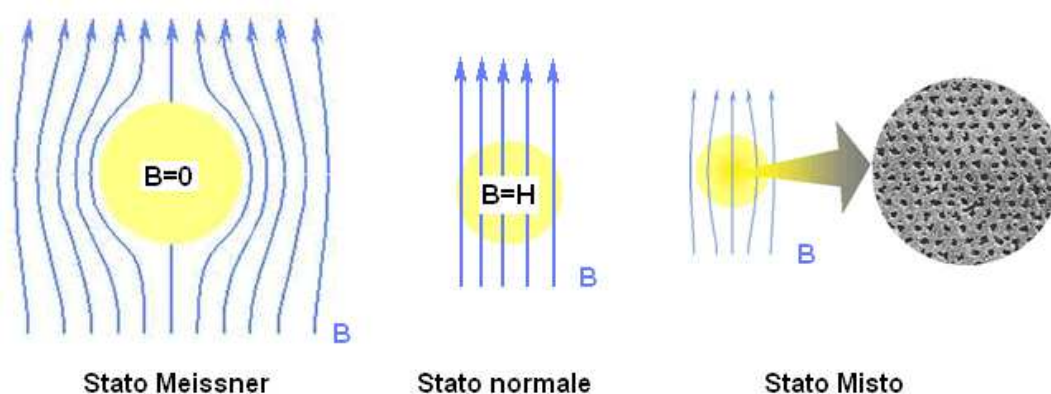 B=0
B
Stato Meissner
B=H
B
Stato normale
B
Stato Misto